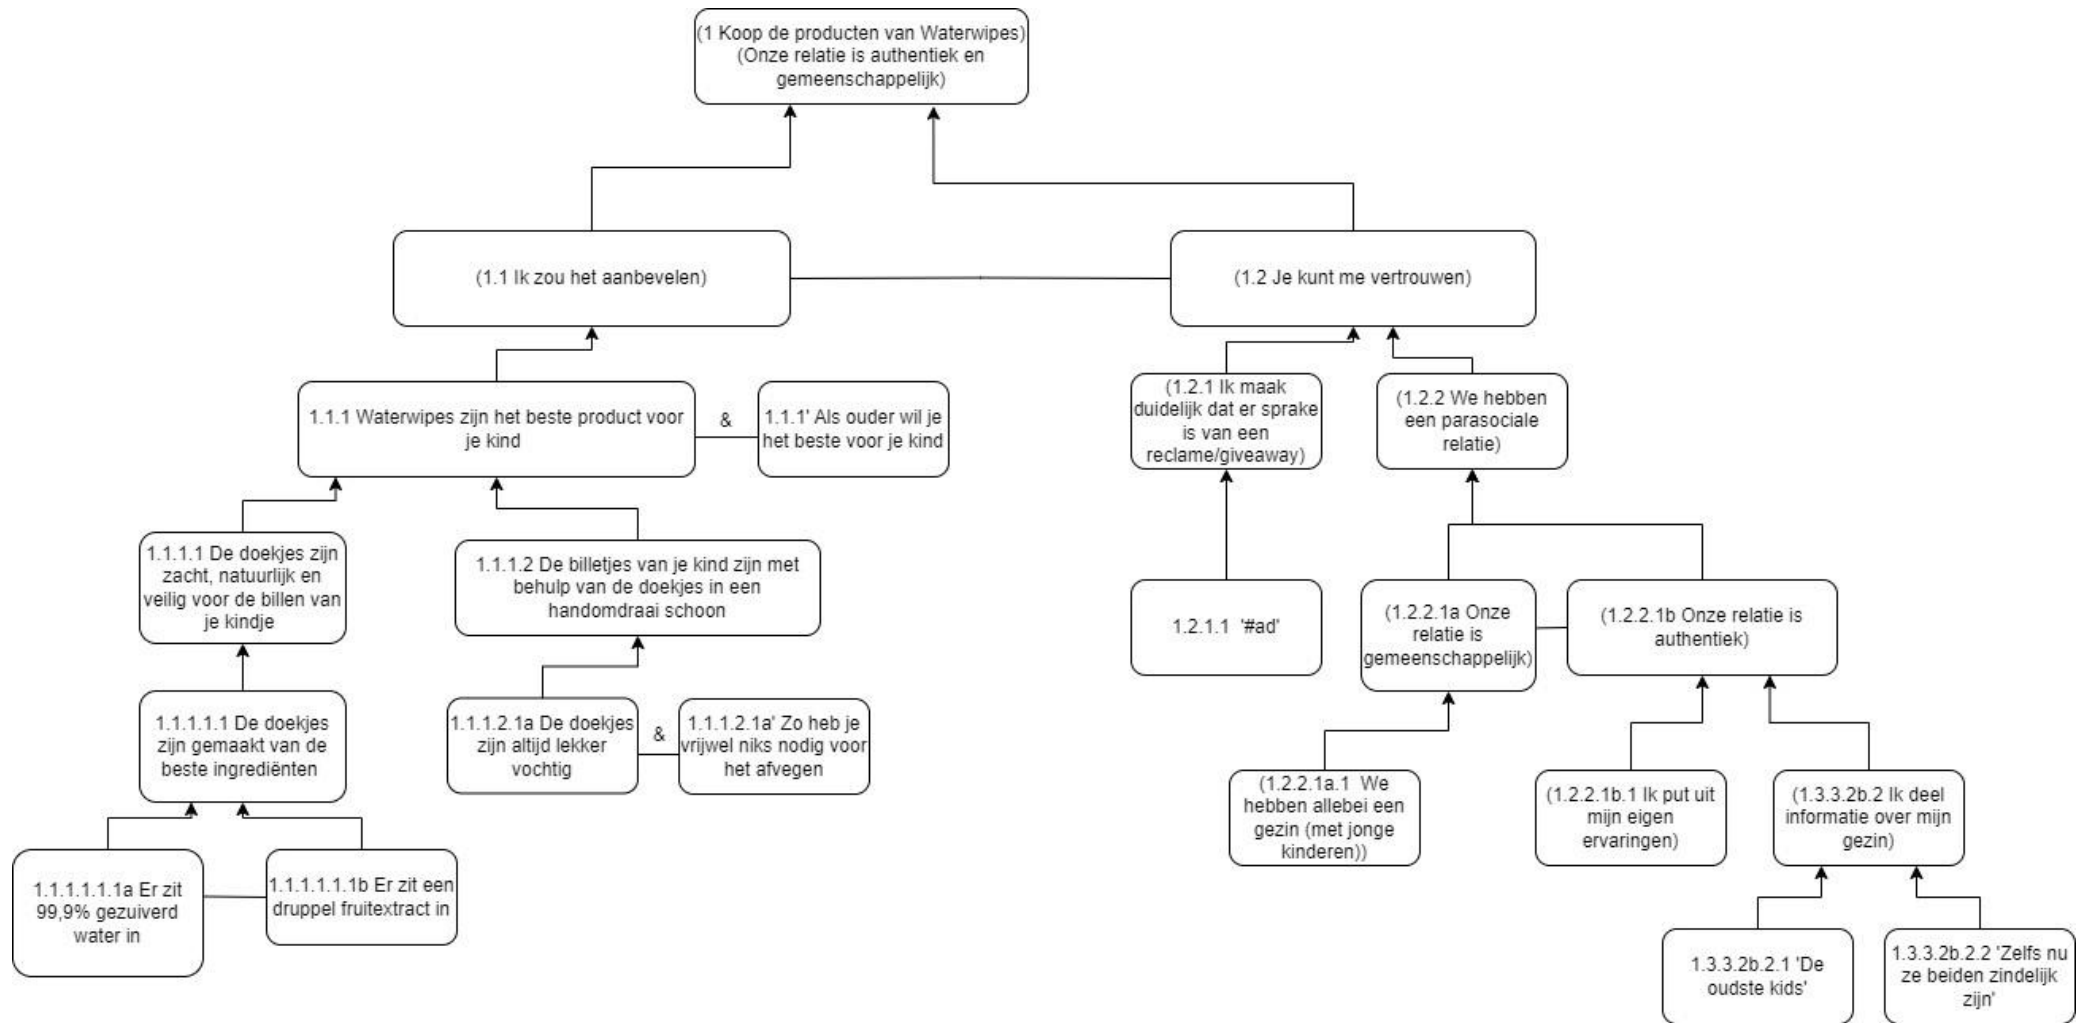 (1 Koop de producten van Waterwipes)
(Onze relatie is authentiek en
gemeenschappelijk)
(1.1 Ik zou het aanbevelen)
(1.2 Je kunt me vertrouwen)
1.1.1 Waterwipes zijn het beste product voor
je kind
&
1.1.1' Als ouder wil je
het beste voor je kind
(1.2.1 Ik maak
duidelijk dat er sprake
is van een
reclame/giveaway)
(1.2.2 We hebben
een parasociale
relatie)
1.1.1.1 De doekjes zijn
zacht, natuurlijk en
veilig voor de billen van
je kindje
1.1.1.2 De billetjes van je kind zijn met
behulp van de doekjes in een
handomdraai schoon
1.2.1.1 '#ad'
(1.2.2.1a Onze
relatie is
gemeenschappelijk)
(1.2.2.1b Onze relatie is
authentiek)
1.1.1.1.1 De doekjes
zijn gemaakt van de
beste ingrediënten
1.1.1.2.1a De doekjes
zijn altijd lekker
vochtig
&
1.1.1.2.1a' Zo heb je
vrijwel niks nodig voor
het afvegen
(1.2.2.1a.1 We
hebben allebei een
gezin (met jonge
kinderen))
(1.2.2.1b.1 Ik put uit
mijn eigen
ervaringen)
(1.3.3.2b.2 Ik deel
informatie over mijn
gezin)
1.1.1.1.1.1a Er zit
99,9% gezuiverd
water in
1.1.1.1.1.1b Er zit een
druppel fruitextract in
1.3.3.2b.2.1 'De
oudste kids'
1.3.3.2b.2.2 'Zelfs nu
ze beiden zindelijk
zijn'